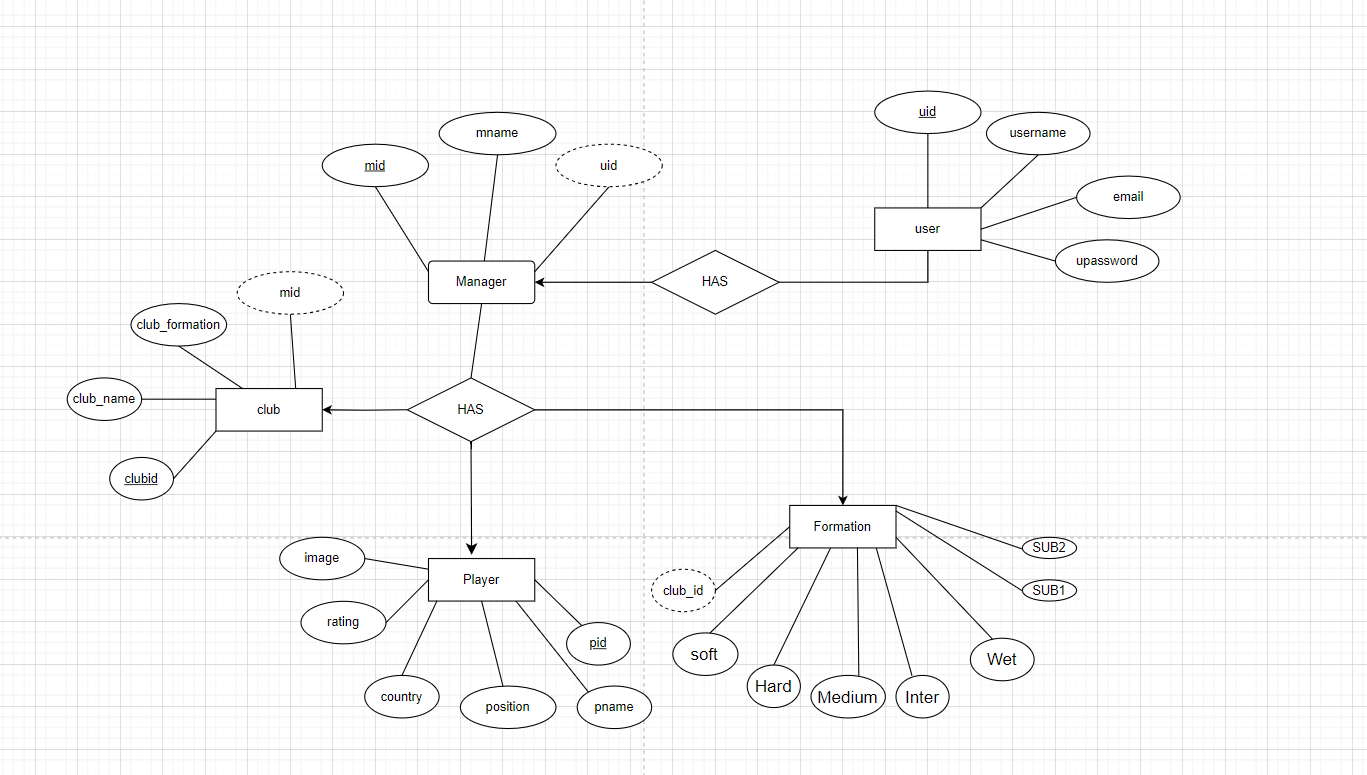 uid
mname
username
mid
uid
email
user
upassword
Manager
HAS
mid
club_formation
club_name
club
HAS
clubid
Formation
image
Player
SUB2
club_id
SUB1
rating
pid
soft
Wet
Hard
country
position
pname
Medium
Inter